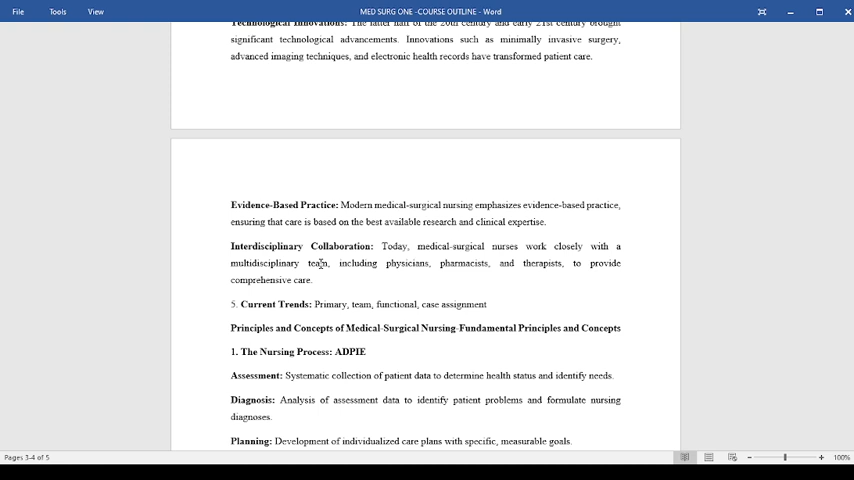 File Tools View MED SURG ONE -COURSE OUTLINE - Word
Technological Innovations: The latter half of the 20th century and early 21st century brought
significant technological advancements. Innovations such as minimally invasive surgery,
advanced imaging techniques, and electronic health records have transformed patient care.
Evidence-Based Practice: Modern medical-surgical nursing emphasizes evidence-based practice,
ensuring that care is based on the best available research and clinical expertise.
Interdisciplinary Collaboration: Today, medical-surgical nurses work closely with a
multidisciplinary team, including physicians, pharmacists, and therapists, to provide
comprehensive care.
5. Current Trends: Primary, team, functional, case assignment
Principles and Concepts of Medical-Surgical Nursing-Fundamental Principles and Concepts
1. The Nursing Process: ADPIE
Assessment: Systematic collection of patient data to determine health status and identify needs.
Diagnosis: Analysis of assessment data to identify patient problems and formulate nursing
diagnoses.
Planning: Development of individualized care plans with specific, measurable goals.
Pages 3-4 of 5 100%